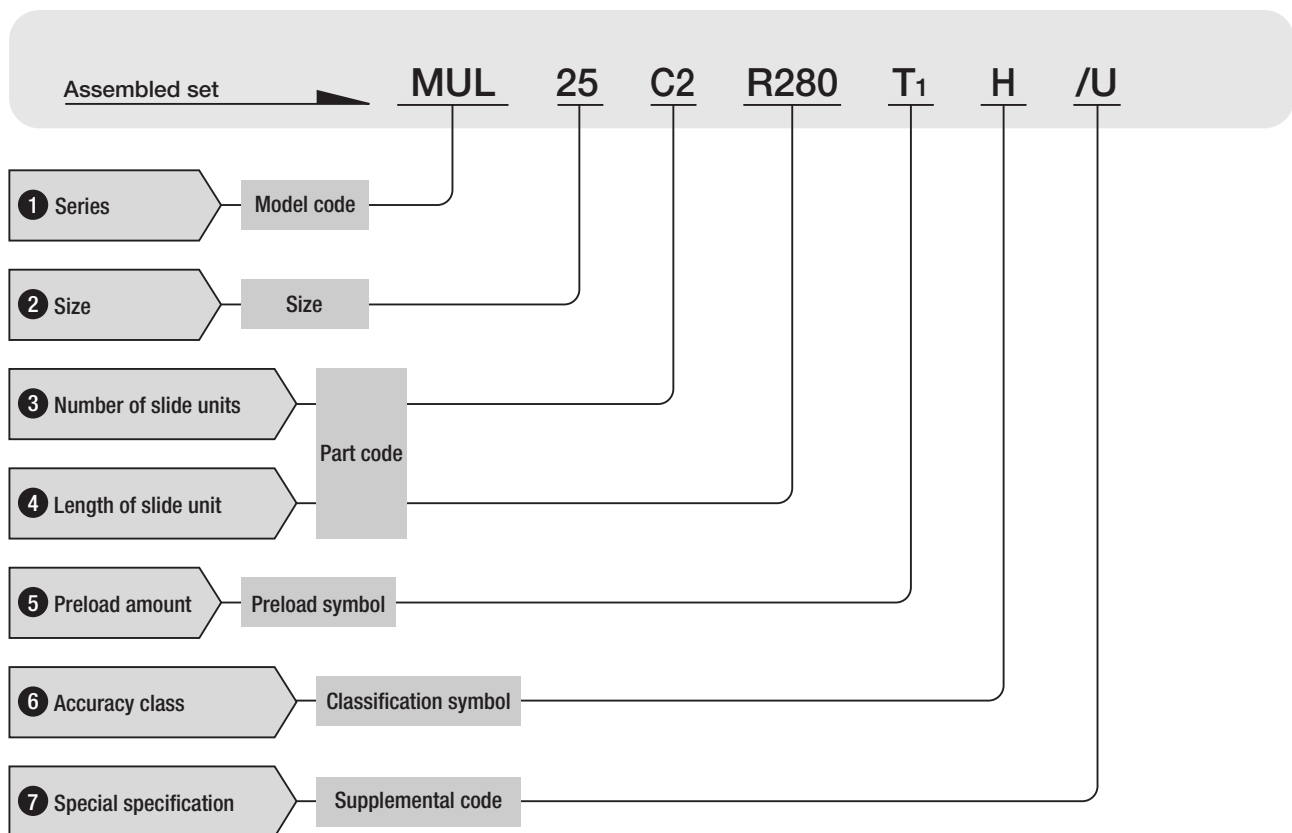 Assembled set MUL 25 C2 R280 T1 H /U
1 Series Model code
2 Size Size
3 Number of slide units
Part code
4 Length of slide unit
5 Preload amount Preload symbol
6 Accuracy class Classification symbol
7 Special specification Supplemental code